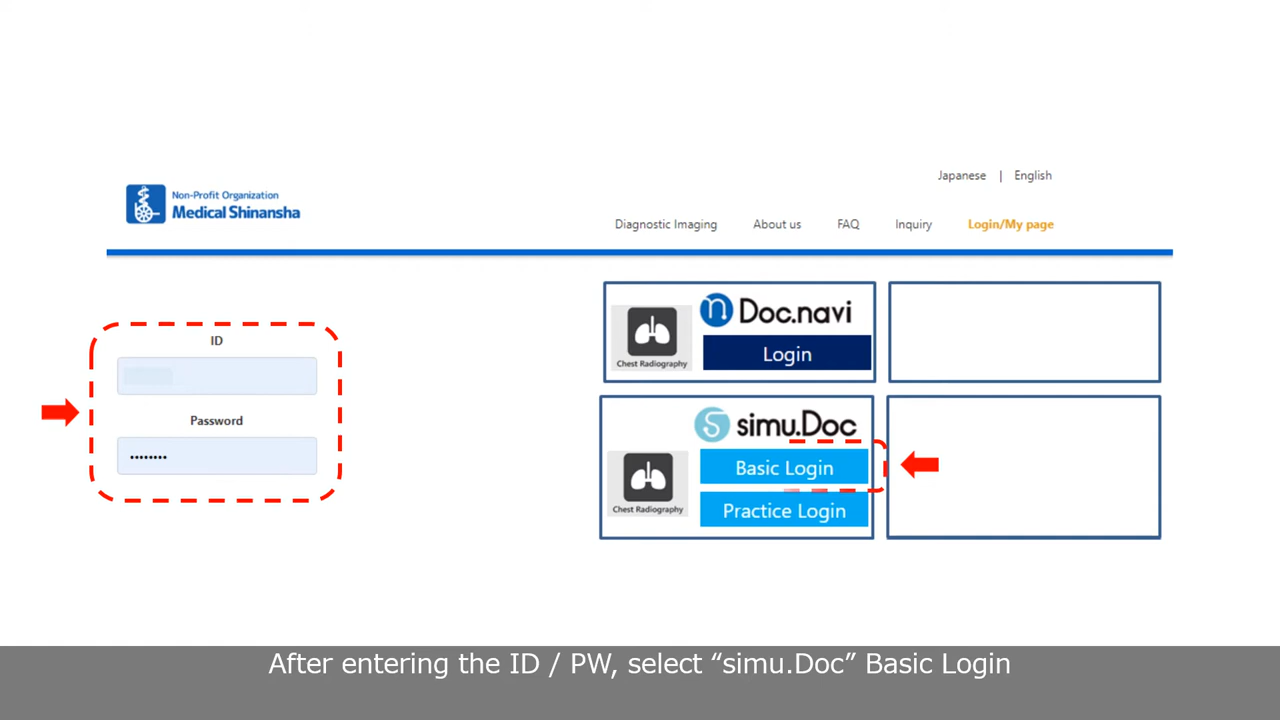 Japanese | English
Non-Profit Organization
Medical Shinansha
Diagnostic Imaging About us FAQ Inquiry Login/My page
ID
Password
••••••••
Doc.navi
Login
Chest Radiography
simu.Doc
Basic Login
Practice Login
Chest Radiography
After entering the ID / PW, select “simu.Doc” Basic Login